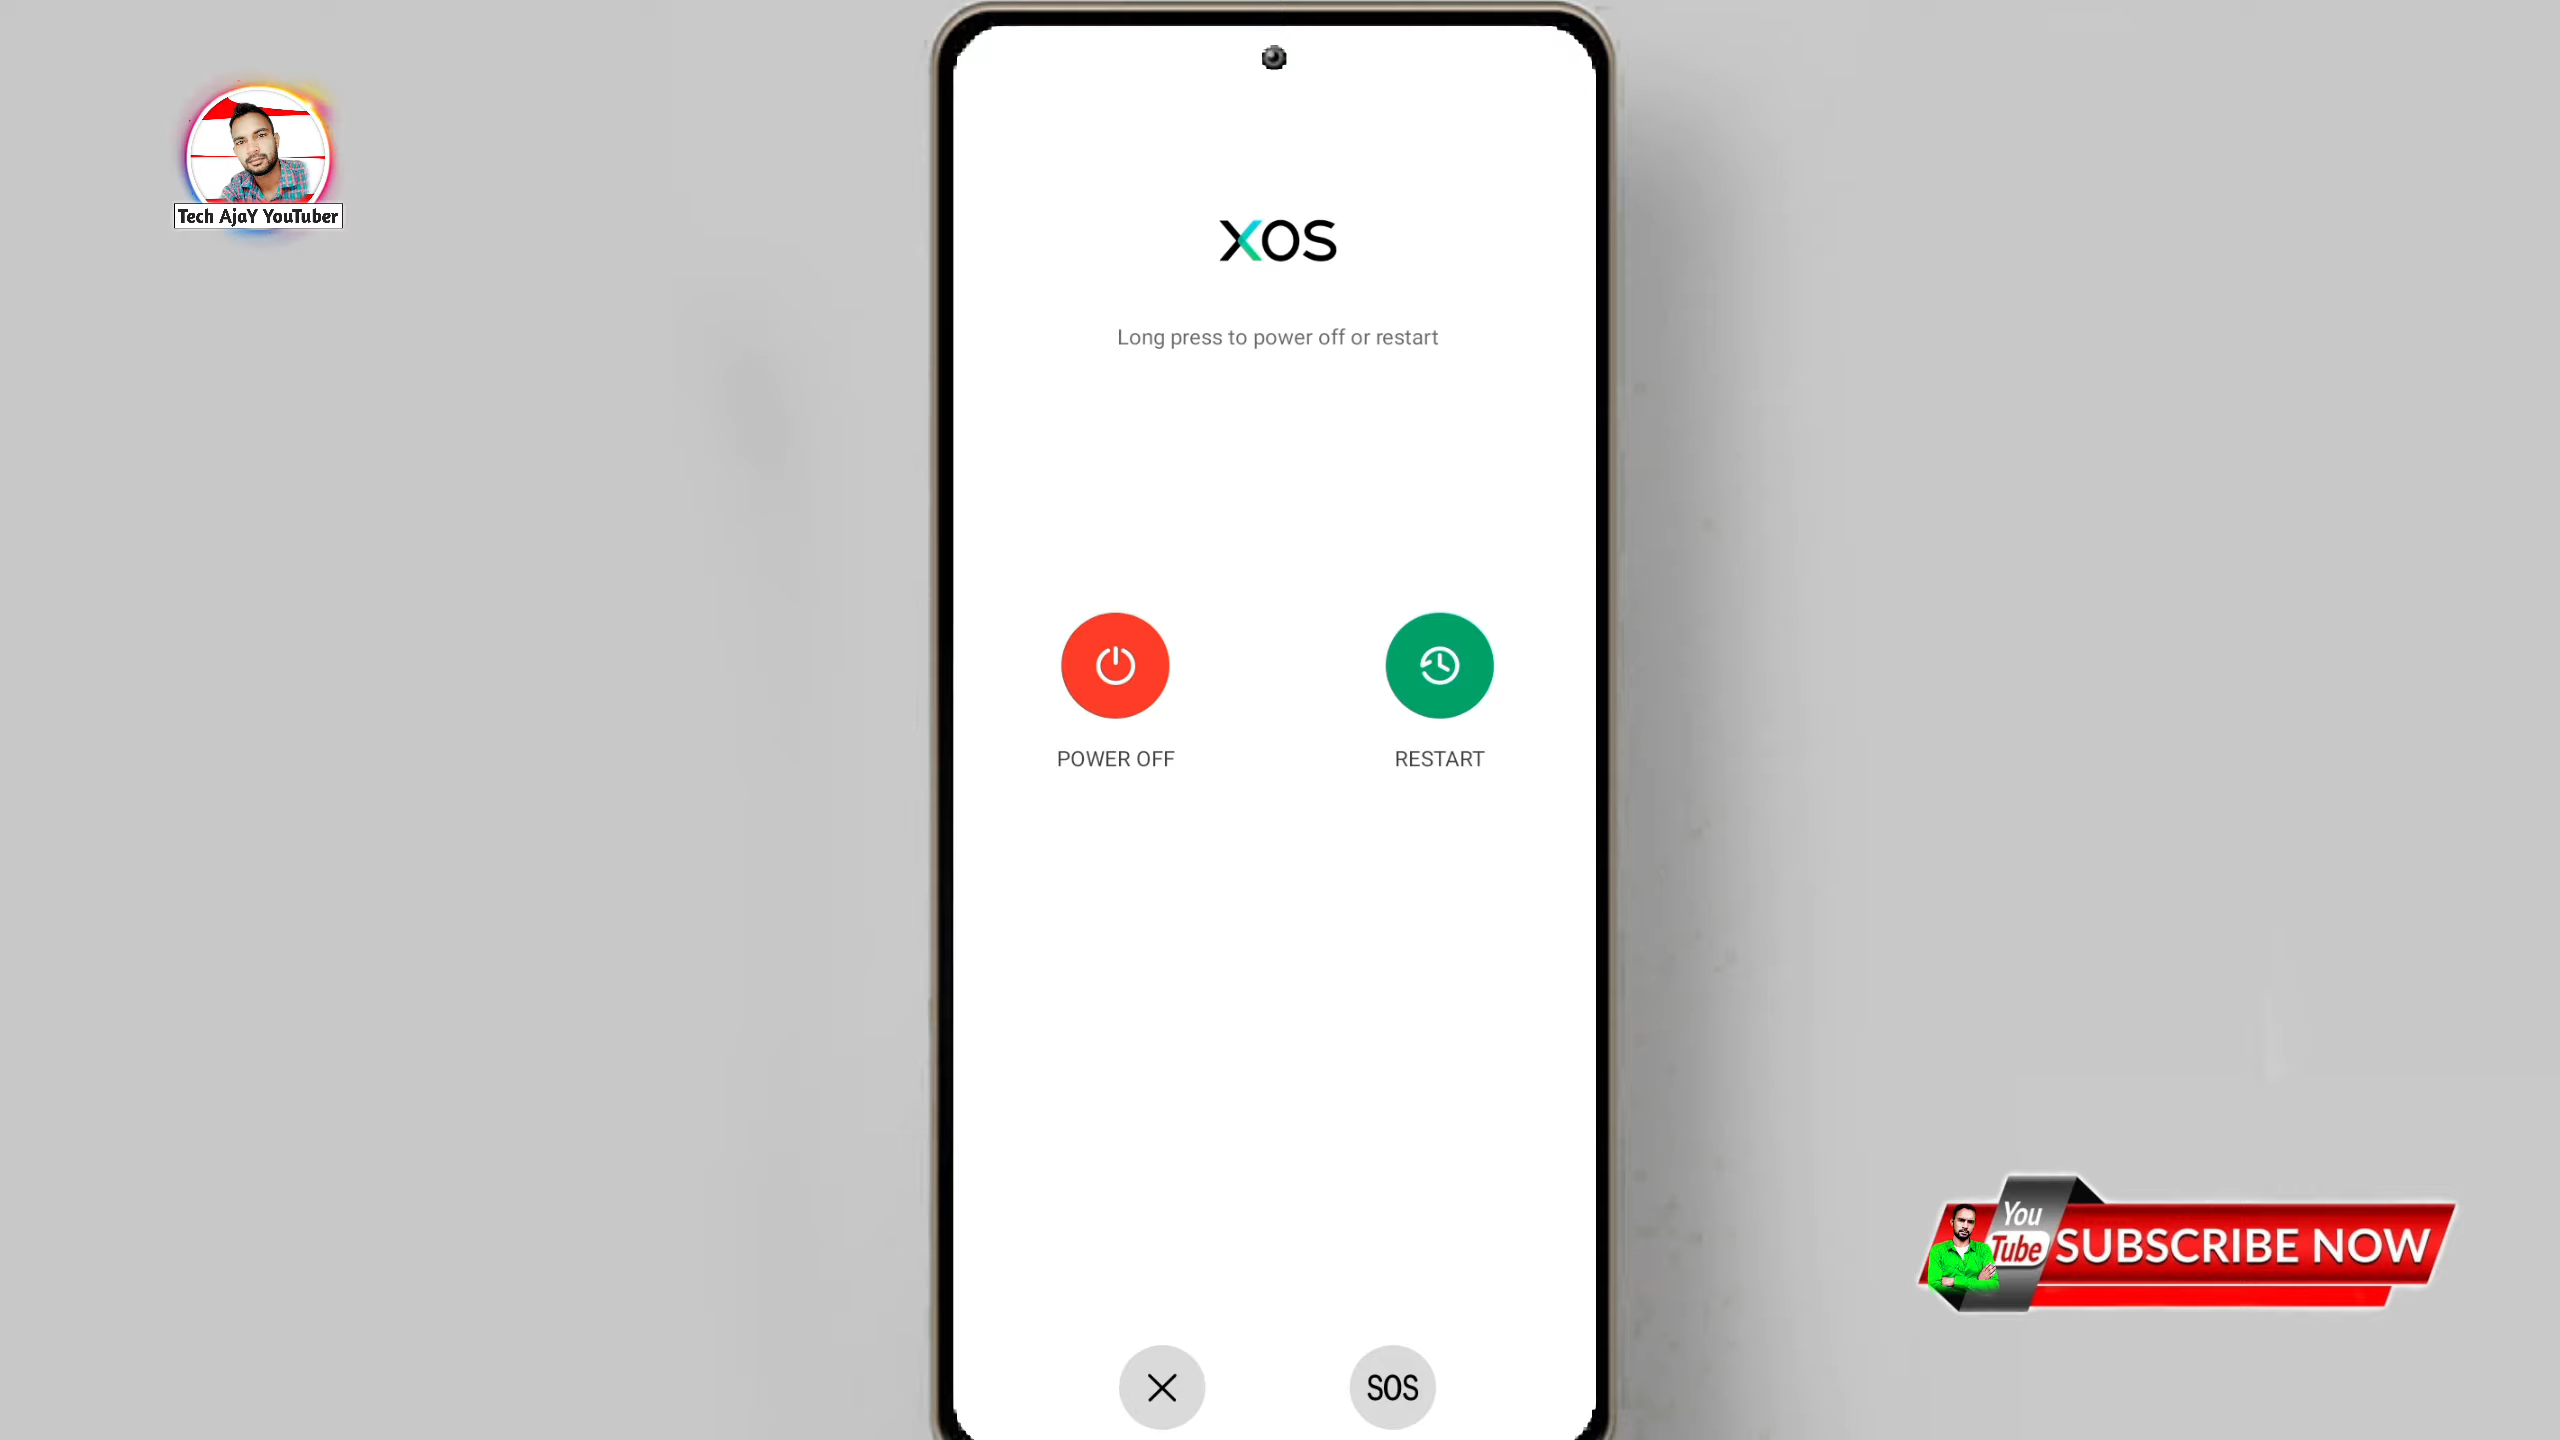 Tech AjaY YouTuber
XOS
Long press to power off or restart
POWER OFF
RESTART
You
Tube
SUBSCRIBE NOW
SOS